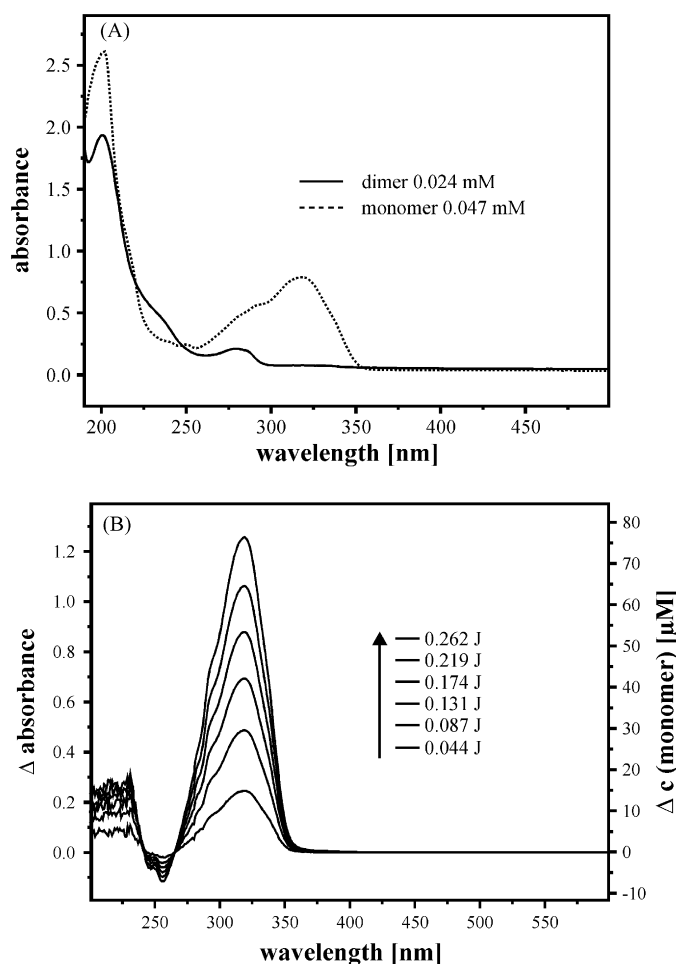 (A)
2.5
2.0
1.5
1.0
0.5
0.0
absorbance
dimer 0.024 mM
monomer 0.047 mM
200 250 300 350 400 450
wavelength [nm]
(B)
1.2
1.0
0.8
0.6
0.4
0.2
0.0
Δ absorbance
0.262 J
0.219 J
0.174 J
0.131 J
0.087 J
0.044 J
80
70
60
50
40
30
20
10
0
-10
Δ c (monomer) [μM]
250 300 350 400 450 500 550
wavelength [nm]